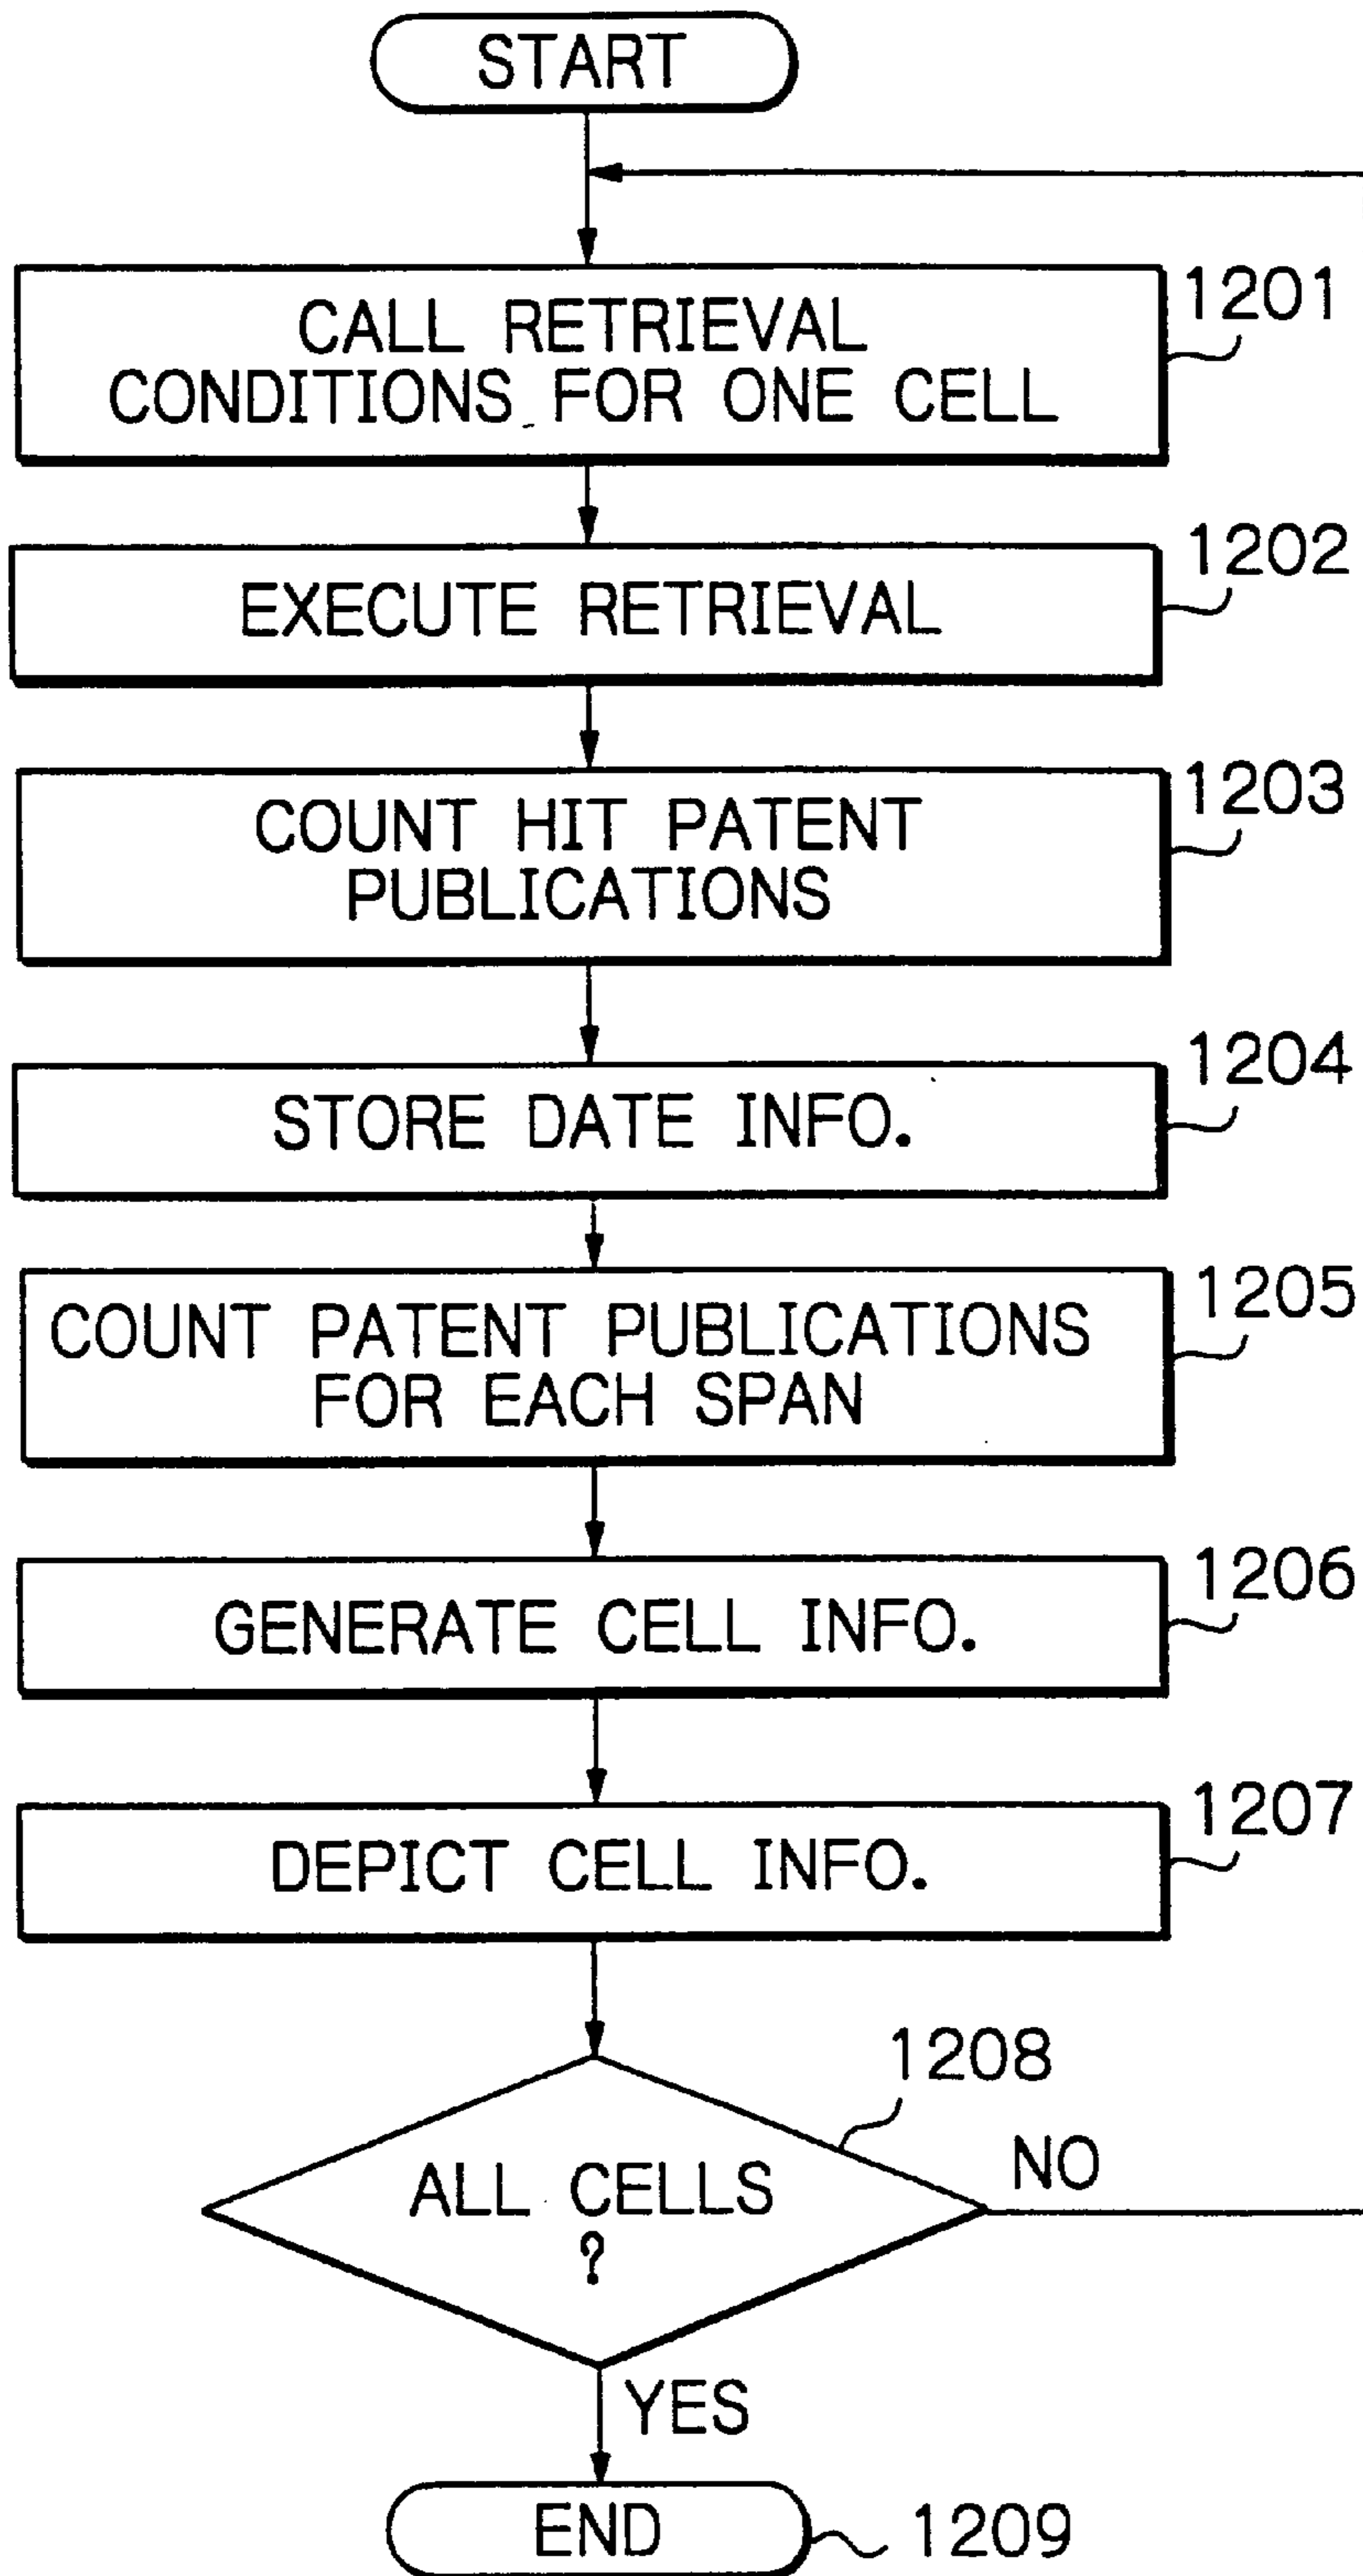 START
CALL RETRIEVAL
CONDITIONS FOR ONE CELL
1201
EXECUTE RETRIEVAL
1202
COUNT HIT PATENT
PUBLICATIONS
1203
STORE DATE INFO.
1204
COUNT PATENT PUBLICATIONS
FOR EACH SPAN
1205
GENERATE CELL INFO.
1206
DEPICT CELL INFO.
1207
ALL CELLS
?
1208
NO
YES
END
1209